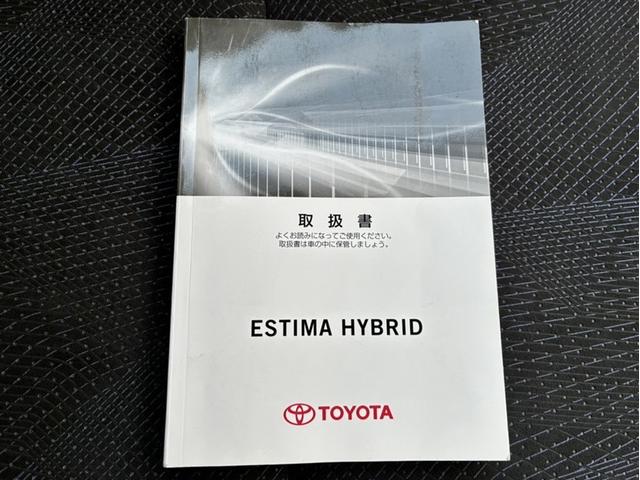 取扱書
よくお読みになってご使用ください。
取扱書は車の中に保管しましょう。
ESTIMA HYBRID
TOYOTA